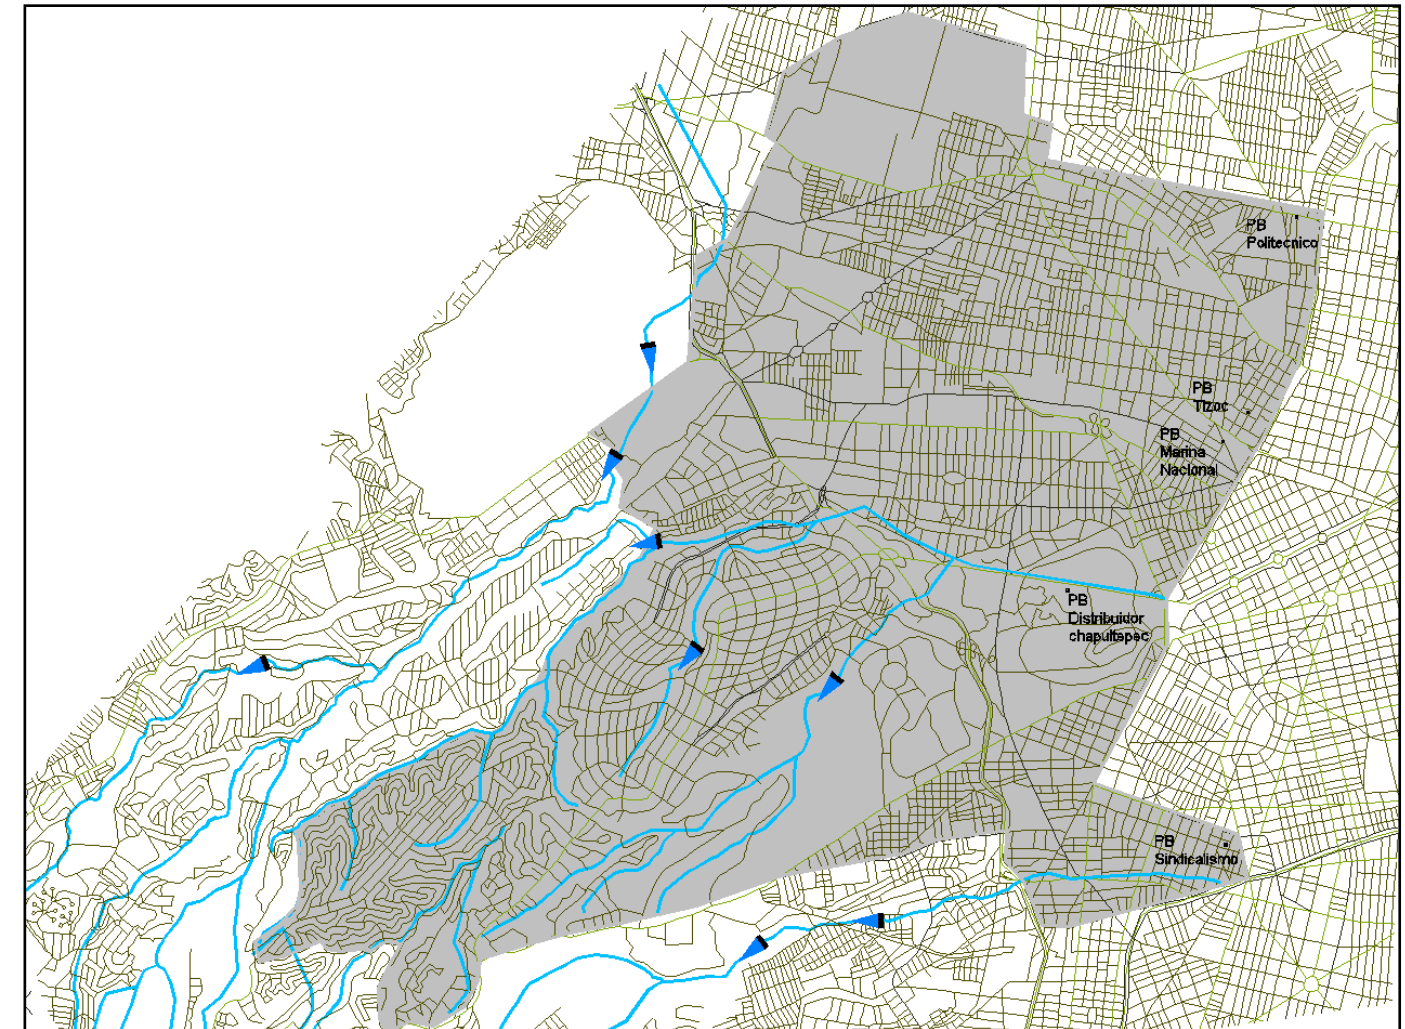 PB
Politecnico
PB
Tizoc
PB
Marina
Nacional
PB
Distribuidor
chapultepec
PB
Sindicalismo